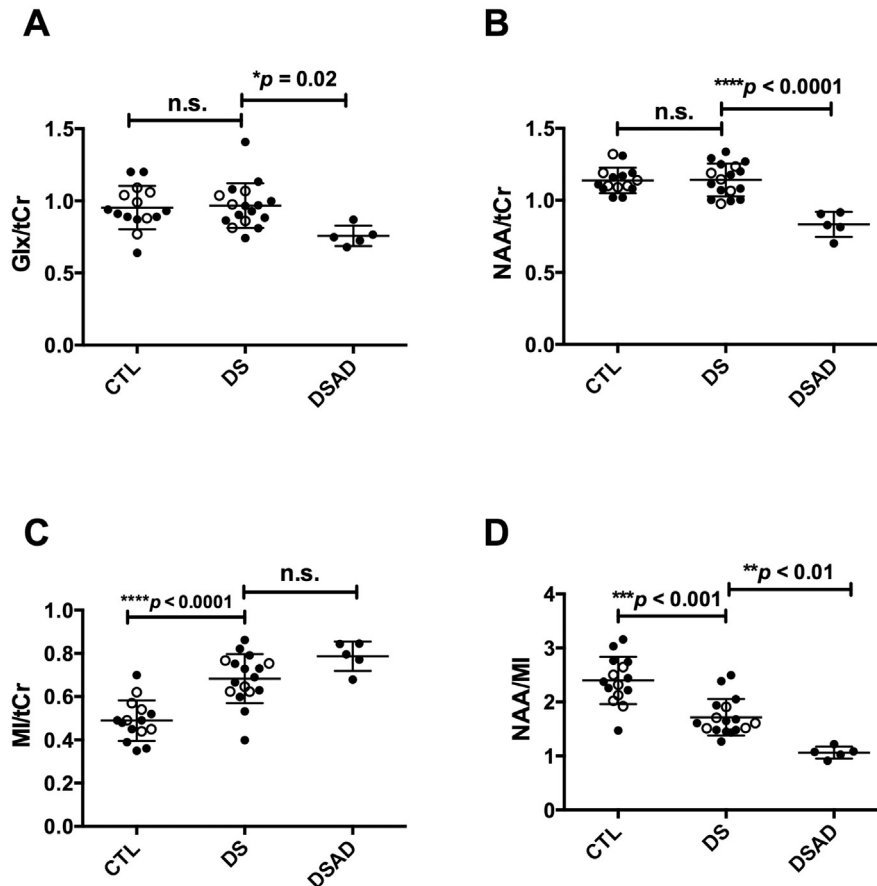 A
n.s.
*p = 0.02
Glx/tCr
1.5
1.0
0.5
0.0
CTL
DS
DSAD
B
n.s.
****p < 0.0001
NAA/tCr
1.5
1.0
0.5
0.0
CTL
DS
DSAD
C
****p < 0.0001
n.s.
MI/tCr
1.0
0.8
0.6
0.4
0.2
0.0
CTL
DS
DSAD
D
***p < 0.001
**p < 0.01
NAA/MI
4
3
2
1
0
CTL
DS
DSAD